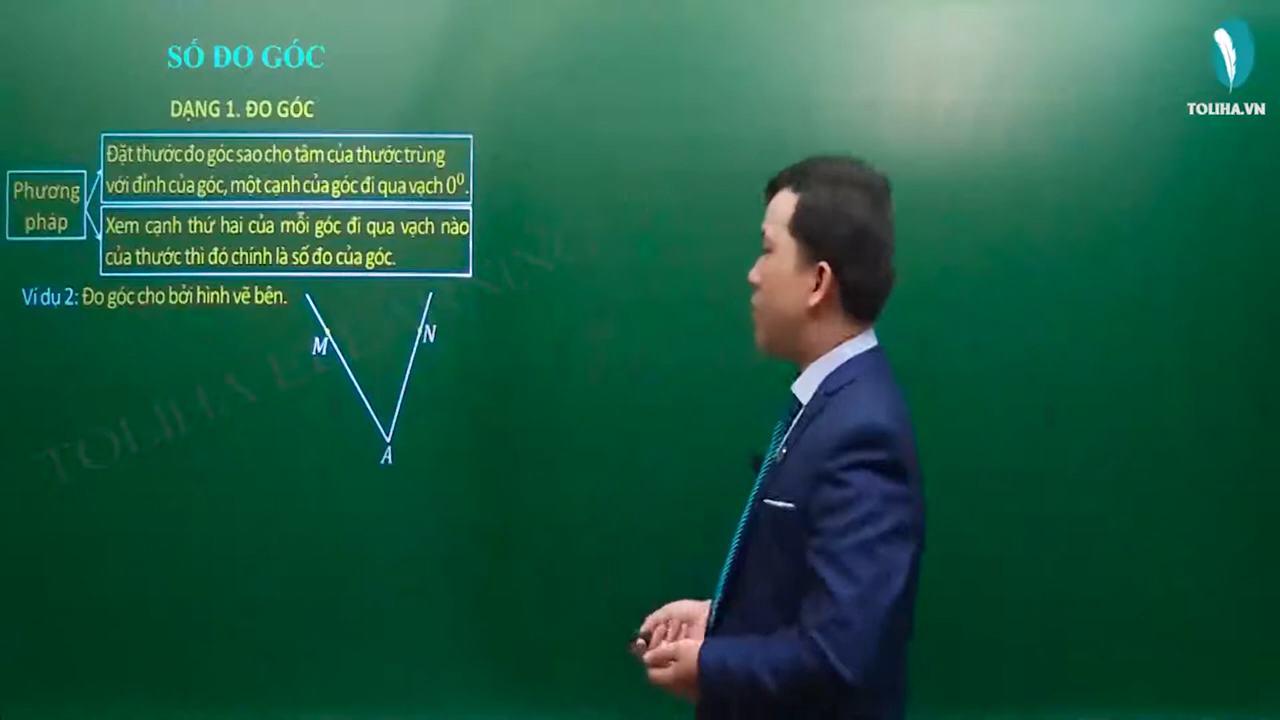 SỐ ĐO GÓC
TOLIHA.VN
DẠNG 1. ĐO GÓC
Phương
pháp
Đặt thước đo góc sao cho tâm của thước trùng
với đỉnh của góc, một cạnh của góc đi qua vạch 0⁰.
Xem cạnh thứ hai của mỗi góc đi qua vạch nào
của thước thì đó chính là số đo của góc.
Ví dụ 2: Đo góc cho bởi hình vẽ bên.
M
N
A
TOLIHA ELEARNING